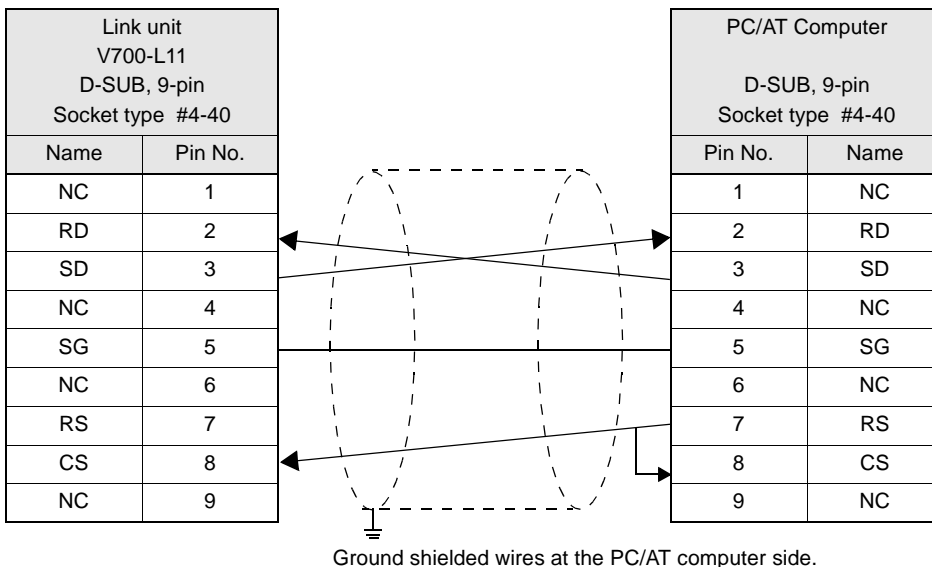 Link unit
V700-L11
D-SUB, 9-pin
Socket type #4-40
Name Pin No.
NC 1
RD 2
SD 3
NC 4
SG 5
NC 6
RS 7
CS 8
NC 9
PC/AT Computer
D-SUB, 9-pin
Socket type #4-40
Pin No. Name
1 NC
2 RD
3 SD
4 NC
5 SG
6 NC
7 RS
8 CS
9 NC
Ground shielded wires at the PC/AT computer side.